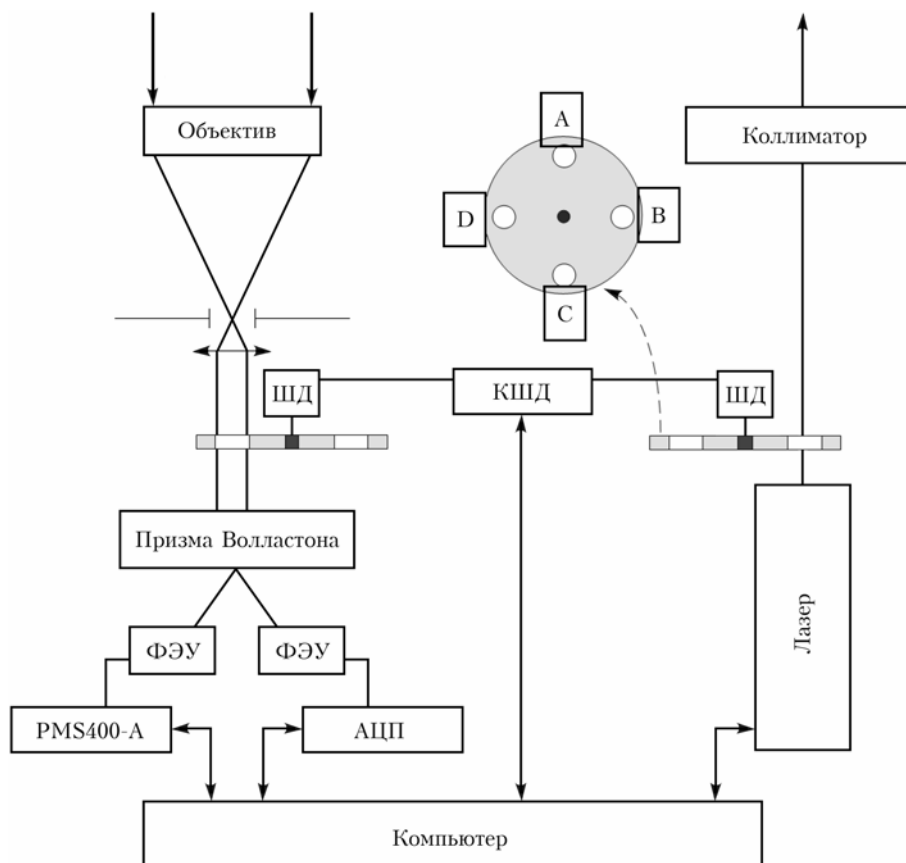 Объектив
A
Коллиматор
D
B
C
ШД
КШД
ШД
Призма Волластона
ФЭУ
ФЭУ
Лазер
PMS400-A
АЦП
Компьютер